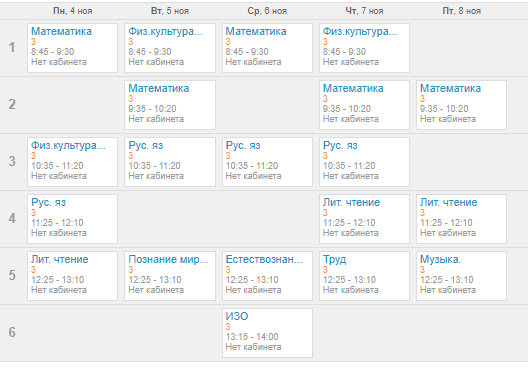 Пн, 4 ноя Вт, 5 ноя Ср, 6 ноя Чт, 7 ноя Пт, 8 ноя
1
Математика Физ.культура... Математика Физ.культура...
3 3 3 3
8:45 - 9:30 8:45 - 9:30 8:45 - 9:30 8:45 - 9:30
Нет кабинета Нет кабинета Нет кабинета Нет кабинета
2
Математика Математика Математика
3 3 3
9:35 - 10:20 9:35 - 10:20 9:35 - 10:20
Нет кабинета Нет кабинета Нет кабинета
3
Физ.культура... Рус. яз Рус. яз Рус. яз
3 3 3 3
10:35 - 11:20 10:35 - 11:20 10:35 - 11:20 10:35 - 11:20
Нет кабинета Нет кабинета Нет кабинета Нет кабинета
4
Рус. яз Лит. чтение Лит. чтение
3 3 3
11:25 - 12:10 11:25 - 12:10 11:25 - 12:10
Нет кабинета Нет кабинета Нет кабинета
5
Лит. чтение Познание мир... Естествознан... Труд Музыка.
3 3 3 3 3
12:25 - 13:10 12:25 - 13:10 12:25 - 13:10 12:25 - 13:10 12:25 - 13:10
Нет кабинета Нет кабинета Нет кабинета Нет кабинета Нет кабинета
6
ИЗО
3
13:15 - 14:00
Нет кабинета